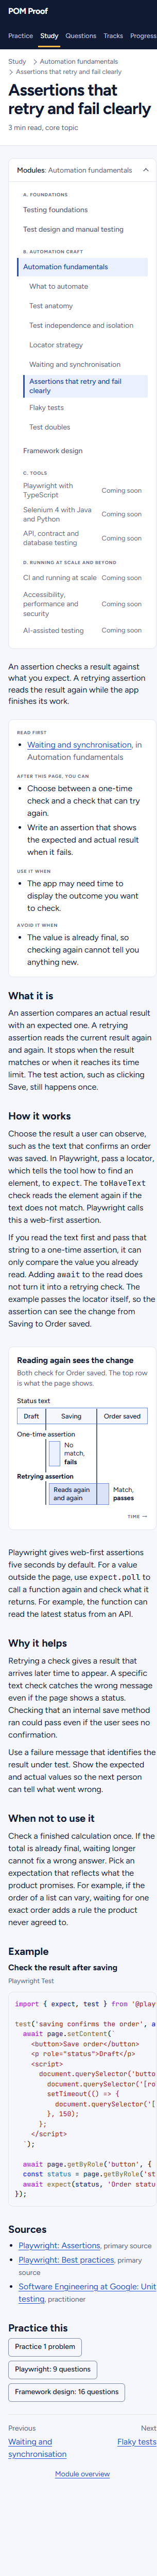 POM Proof
Practice Study Questions Tracks Progress
Study > Automation fundamentals
> Assertions that retry and fail clearly
Assertions that
retry and fail clearly
3 min read, core topic
Modules: Automation fundamentals
A. FOUNDATIONS
Testing foundations
Test design and manual testing
B. AUTOMATION CRAFT
Automation fundamentals
What to automate
Test anatomy
Test independence and isolation
Locator strategy
Waiting and synchronisation
Assertions that retry and fail
clearly
Flaky tests
Test doubles
Framework design
C. TOOLS
Playwright with
TypeScript
Coming soon
Selenium 4 with Java
and Python
Coming soon
API, contract and
database testing
Coming soon
D. RUNNING AT SCALE AND BEYOND
CI and running at scale Coming soon
Accessibility,
performance and
security
Coming soon
AI-assisted testing Coming soon
An assertion checks a result against
what you expect. A retrying assertion
reads the result again while the app
finishes its work.
READ FIRST
• Waiting and synchronisation, in
Automation fundamentals
AFTER THIS PAGE, YOU CAN
• Choose between a one-time
check and a check that can try
again.
• Write an assertion that shows
the expected and actual result
when it fails.
USE IT WHEN
• The app may need time to
display the outcome you want
to check.
AVOID IT WHEN
• The value is already final, so
checking again cannot tell you
anything new.
What it is
An assertion compares an actual result
with an expected one. A retrying
assertion reads the current result again
and again. It stops when the result
matches or when it reaches its time
limit. The test action, such as clicking
Save, still happens once.
How it works
Choose the result a user can observe,
such as the text that confirms an order
was saved. In Playwright, pass a locator,
which tells the tool how to find an
element, to expect. The toHaveText
check reads the element again if the
text does not match. Playwright calls
this a web-first assertion.
If you read the text first and pass that
string to a one-time assertion, it can
only compare the value you already
read. Adding await to the read does
not turn it into a retrying check. The
example passes the locator itself, so the
assertion can see the change from
Saving to Order saved.
Reading again sees the change
Both check for Order saved. The top row
is what the page shows.
Status text
Draft Saving Order saved
One-time assertion
No
match,
fails
Retrying assertion
Reads again
and again
Match,
passes
TIME →
Playwright gives web-first assertions
five seconds by default. For a value
outside the page, use expect.poll to
call a function again and check what it
returns. For example, the function can
read the latest status from an API.
Why it helps
Retrying a check gives a result that
arrives later time to appear. A specific
text check catches the wrong message
even if the page shows a status.
Checking that an internal save method
ran could pass even if the user sees no
confirmation.
Use a failure message that identifies the
result under test. Show the expected
and actual values so the next person
can tell what went wrong.
When not to use it
Check a finished calculation once. If the
total is already final, waiting longer
cannot fix a wrong answer. Pick an
expectation that reflects what the
product promises. For example, if the
order of a list can vary, waiting for one
exact order adds a rule the product
never agreed to.
Example
Check the result after saving
Playwright Test
import { expect, test } from '@play
test('saving confirms the order', a
await page.setContent(`
<button>Save order</button>
<p role="status">Draft</p>
<script>
document.querySelector('butto
document.querySelector('[ro
setTimeout(() => {
document.querySelector('[
}, 150);
};
</script>
`);
await page.getByRole('button', {
const status = page.getByRole('st
await expect(status, 'Order statu
});
Sources
• Playwright: Assertions, primary source
• Playwright: Best practices, primary
source
• Software Engineering at Google: Unit
testing, practitioner
Practice this
Practice 1 problem
Playwright: 9 questions
Framework design: 16 questions
Previous
Waiting and
synchronisation
Next
Flaky tests
Module overview